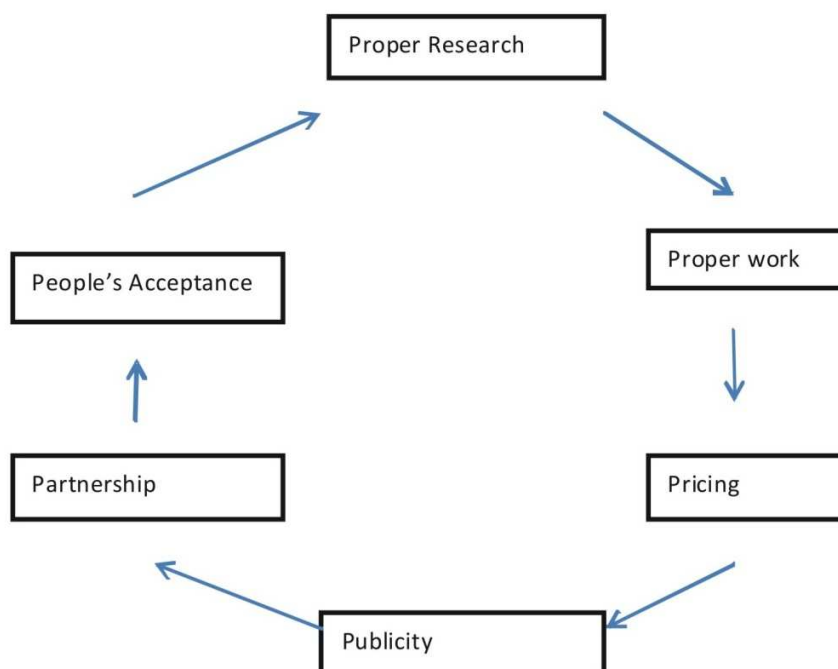 Proper Research
Proper work
Pricing
Publicity
Partnership
People’s Acceptance